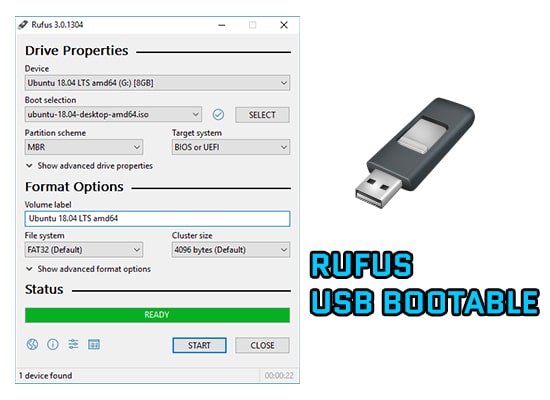 Rufus 3.0.1304
Drive Properties
Device
Ubuntu 18.04 LTS amd64 (G:) [8GB]
Boot selection
ubuntu-18.04-desktop-amd64.iso
SELECT
Partition scheme
Target system
MBR
BIOS or UEFI
Show advanced drive properties
Format Options
Volume label
Ubuntu 18.04 LTS amd64
File system
Cluster size
FAT32 (Default)
4096 bytes (Default)
Show advanced format options
Status
READY
START
CLOSE
1 device found
00:00:22
RUFUS
USB BOOTABLE